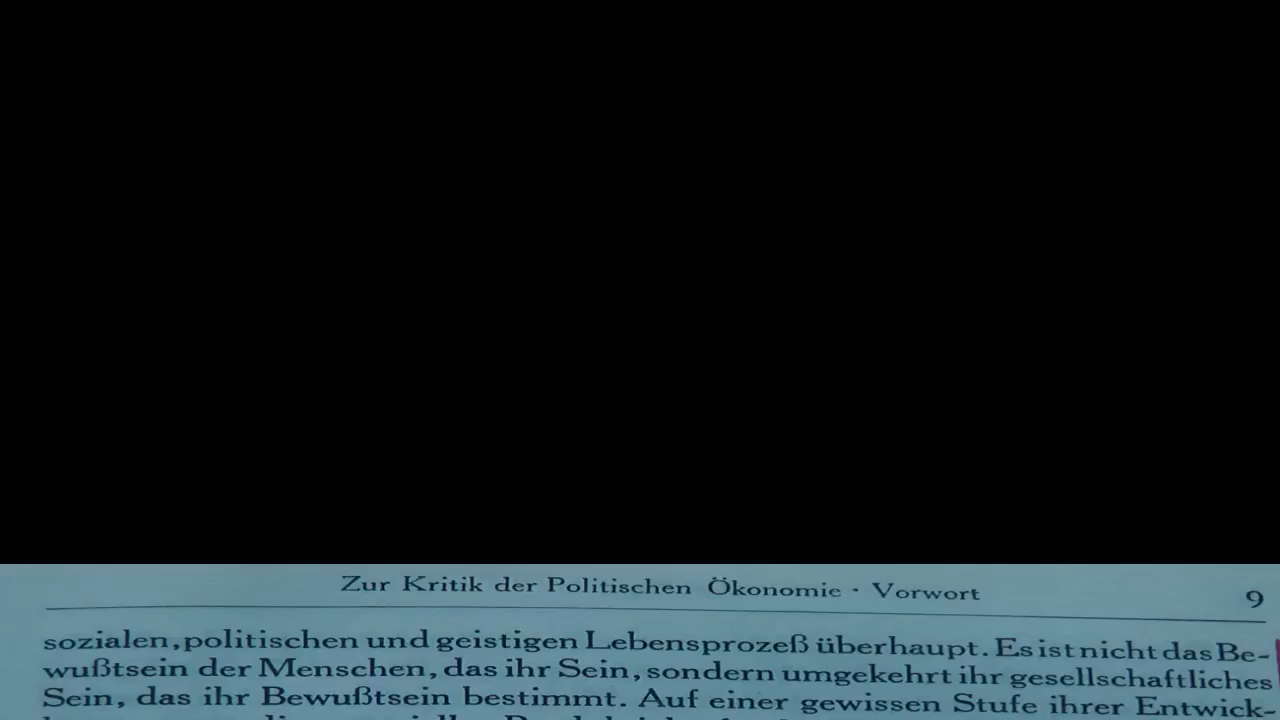 Zur Kritik der Politischen Ökonomie · Vorwort 9
sozialen, politischen und geistigen Lebensprozeß überhaupt. Es ist nicht das Be-
wußtsein der Menschen, das ihr Sein, sondern umgekehrt ihr gesellschaftliches
Sein, das ihr Bewußtsein bestimmt. Auf einer gewissen Stufe ihrer Entwick-